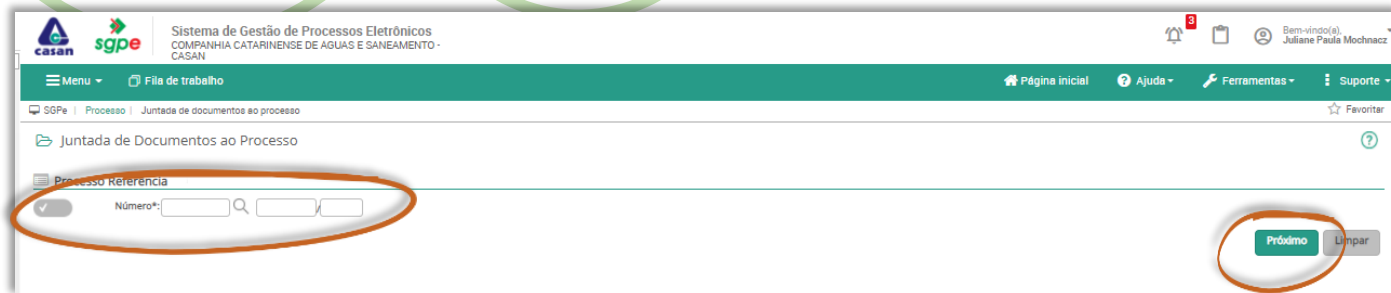 casan
sgpe
Sistema de Gestão de Processos Eletrônicos
COMPANHIA CATARINENSE DE AGUAS E SANEAMENTO -
CASAN
3
Bem-vindo(a),
Juliane Paula Mochnacz
Menu
Fila de trabalho
Página inicial
Ajuda
Ferramentas
Suporte
SGPe | Processo | Juntada de documentos ao processo
Favoritar
Juntada de Documentos ao Processo
Processo Referência
Número*: /
Próximo
Limpar